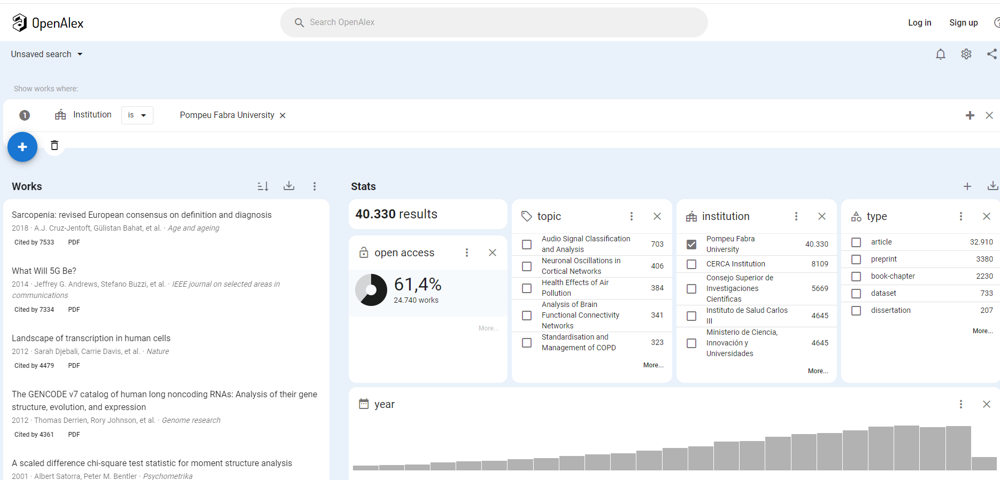 OpenAlex
Search OpenAlex
Log in
Sign up
Unsaved search
Show works where:
1
Institution
is
Pompeu Fabra University
Works
Sarcopenia: revised European consensus on definition and diagnosis
2018 · A.J. Cruz-Jentoft, Gülistan Bahat, et al. · Age and ageing
Cited by 7533 PDF
What Will 5G Be?
2014 · Jeffrey G. Andrews, Stefano Buzzi, et al. · IEEE journal on selected areas in
communications
Cited by 7334 PDF
Landscape of transcription in human cells
2012 · Sarah Djebali, Carrie Davis, et al. · Nature
Cited by 4479 PDF
The GENCODE v7 catalog of human long noncoding RNAs: Analysis of their gene
structure, evolution, and expression
2012 · Thomas Derrien, Rory Johnson, et al. · Genome research
Cited by 4361 PDF
A scaled difference chi-square test statistic for moment structure analysis
2001 · Albert Satorra, Peter M. Bentler · Psychometrika
Stats
40.330 results
open access
61,4%
24.740 works
More...
topic
Audio Signal Classification
and Analysis
703
Neuronal Oscillations in
Cortical Networks
406
Health Effects of Air
Pollution
384
Analysis of Brain
Functional Connectivity
Networks
341
Standardisation and
Management of COPD
323
More...
institution
Pompeu Fabra
University
40.330
CERCA Institution
8109
Consejo Superior de
Investigaciones
Científicas
5669
Instituto de Salud Carlos
III
4645
Ministerio de Ciencia,
Innovación y
Universidades
4645
More...
type
article 32.910
preprint 3380
book-chapter 2230
dataset 733
dissertation 207
More...
year